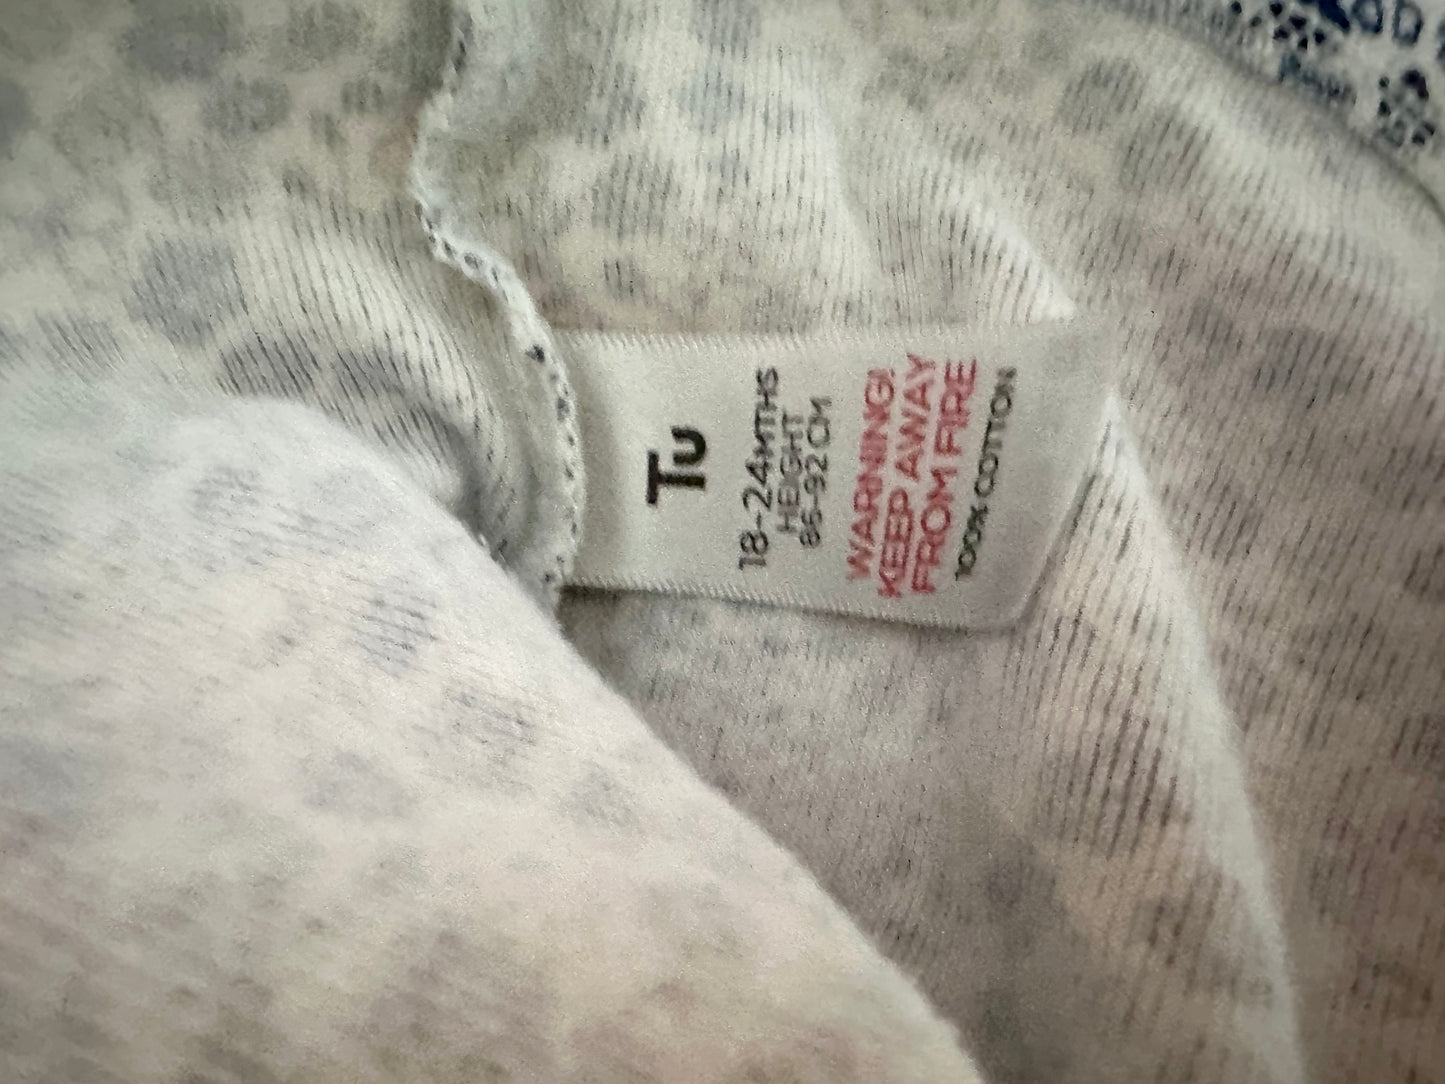 Tu
18-24MTHS
HEIGHT
86-92 CM
WARNING!
KEEP AWAY
FROM FIRE
100% COTTON